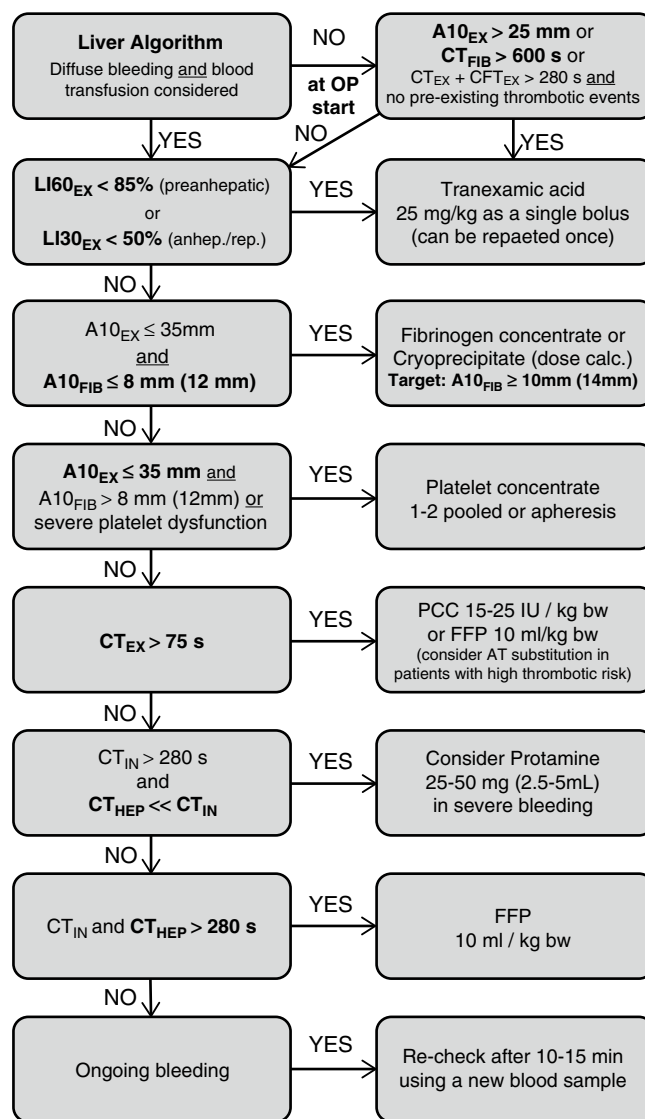 Liver Algorithm
Diffuse bleeding and blood
transfusion considered
NO
at OP
start
A10EX > 25 mm or
CTFIB > 600 s or
CTEX + CFTEX > 280 s and
no pre-existing thrombotic events
YES
NO
YES
LI60EX < 85% (preanhepatic)
or
LI30EX < 50% (anhep./rep.)
YES
Tranexamic acid
25 mg/kg as a single bolus
(can be repaeted once)
NO
A10EX ≤ 35mm
and
A10FIB ≤ 8 mm (12 mm)
YES
Fibrinogen concentrate or
Cryoprecipitate (dose calc.)
Target: A10FIB ≥ 10mm (14mm)
NO
A10EX ≤ 35 mm and
A10FIB > 8 mm (12mm) or
severe platelet dysfunction
YES
Platelet concentrate
1-2 pooled or apheresis
NO
CTEX > 75 s
YES
PCC 15-25 IU / kg bw
or FFP 10 ml/kg bw
(consider AT substitution in
patients with high thrombotic risk)
NO
CTIN > 280 s
and
CTHEP << CTIN
YES
Consider Protamine
25-50 mg (2.5-5mL)
in severe bleeding
NO
CTIN and CTHEP > 280 s
YES
FFP
10 ml / kg bw
NO
Ongoing bleeding
YES
Re-check after 10-15 min
using a new blood sample